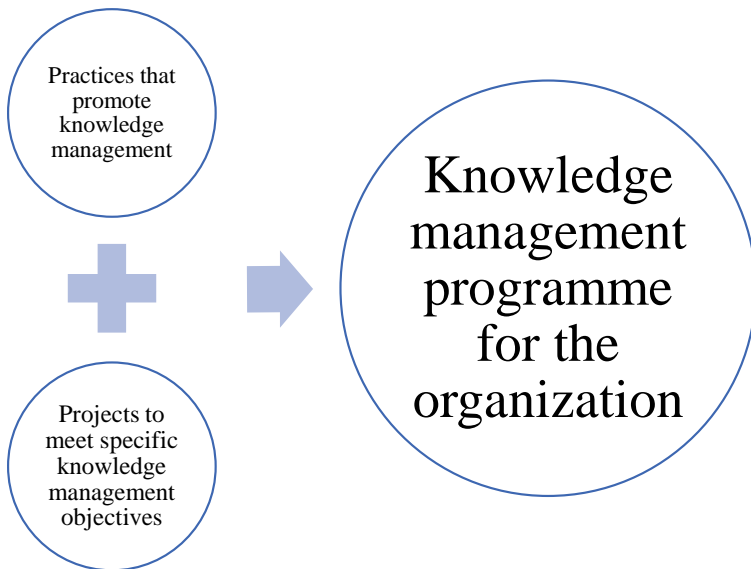 Practices that
promote
knowledge
management
Projects to
meet specific
knowledge
management
objectives
Knowledge
management
programme
for the
organization